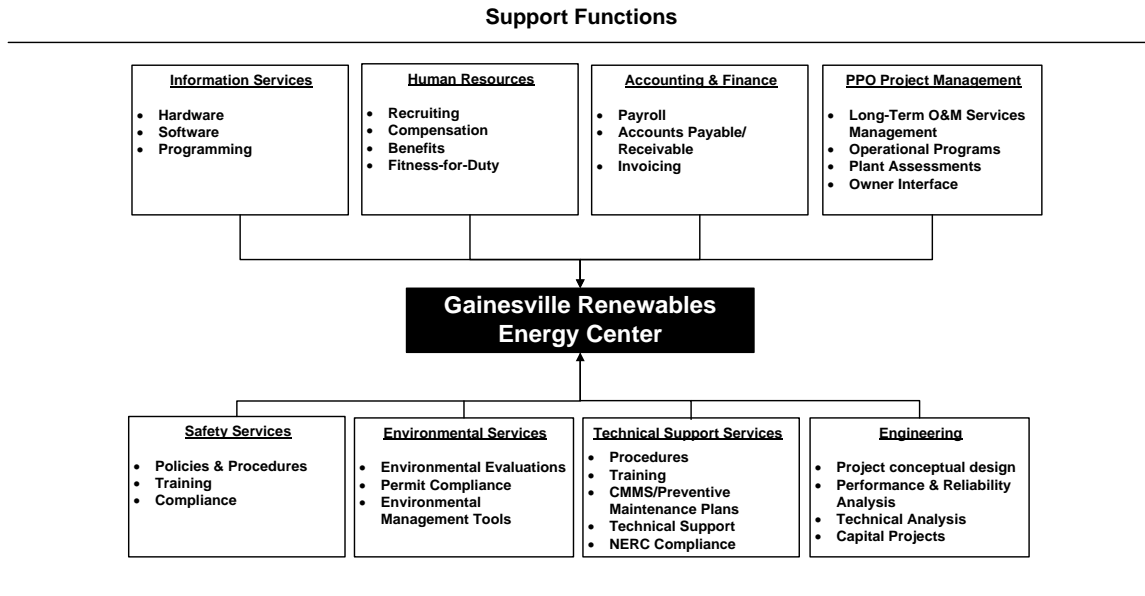 Support Functions
Information Services
• Hardware
• Software
• Programming
Human Resources
• Recruiting
• Compensation
• Benefits
• Fitness-for-Duty
Accounting & Finance
• Payroll
• Accounts Payable/
Receivable
• Invoicing
PPO Project Management
• Long-Term O&M Services
Management
• Operational Programs
• Plant Assessments
• Owner Interface
Gainesville Renewables
Energy Center
Safety Services
• Policies & Procedures
• Training
• Compliance
Environmental Services
• Environmental Evaluations
• Permit Compliance
• Environmental
Management Tools
Technical Support Services
• Procedures
• Training
• CMMS/Preventive
Maintenance Plans
• Technical Support
• NERC Compliance
Engineering
• Project conceptual design
• Performance & Reliability
Analysis
• Technical Analysis
• Capital Projects